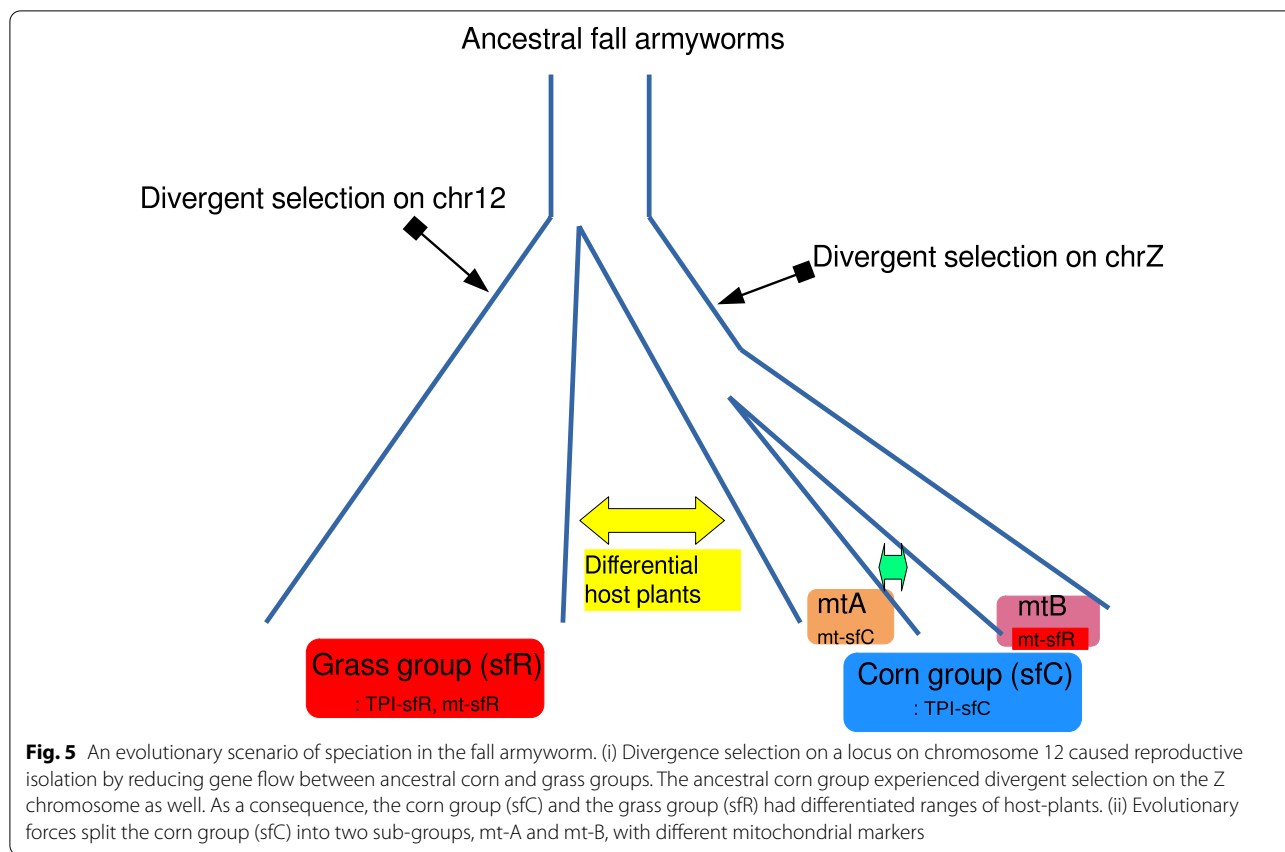 Ancestral fall armyworms
Divergent selection on chr12
Divergent selection on chrZ
Differential
host plants
mtA
mt-sfC
mtB
mt-sfR
Grass group (sfR)
: TPI-sfR, mt-sfR
Corn group (sfC)
: TPI-sfC
Fig. 5 An evolutionary scenario of speciation in the fall armyworm. (i) Divergence selection on a locus on chromosome 12 caused reproductive
isolation by reducing gene flow between ancestral corn and grass groups. The ancestral corn group experienced divergent selection on the Z
chromosome as well. As a consequence, the corn group (sfC) and the grass group (sfR) had differentiated ranges of host-plants. (ii) Evolutionary
forces split the corn group (sfC) into two sub-groups, mt-A and mt-B, with different mitochondrial markers